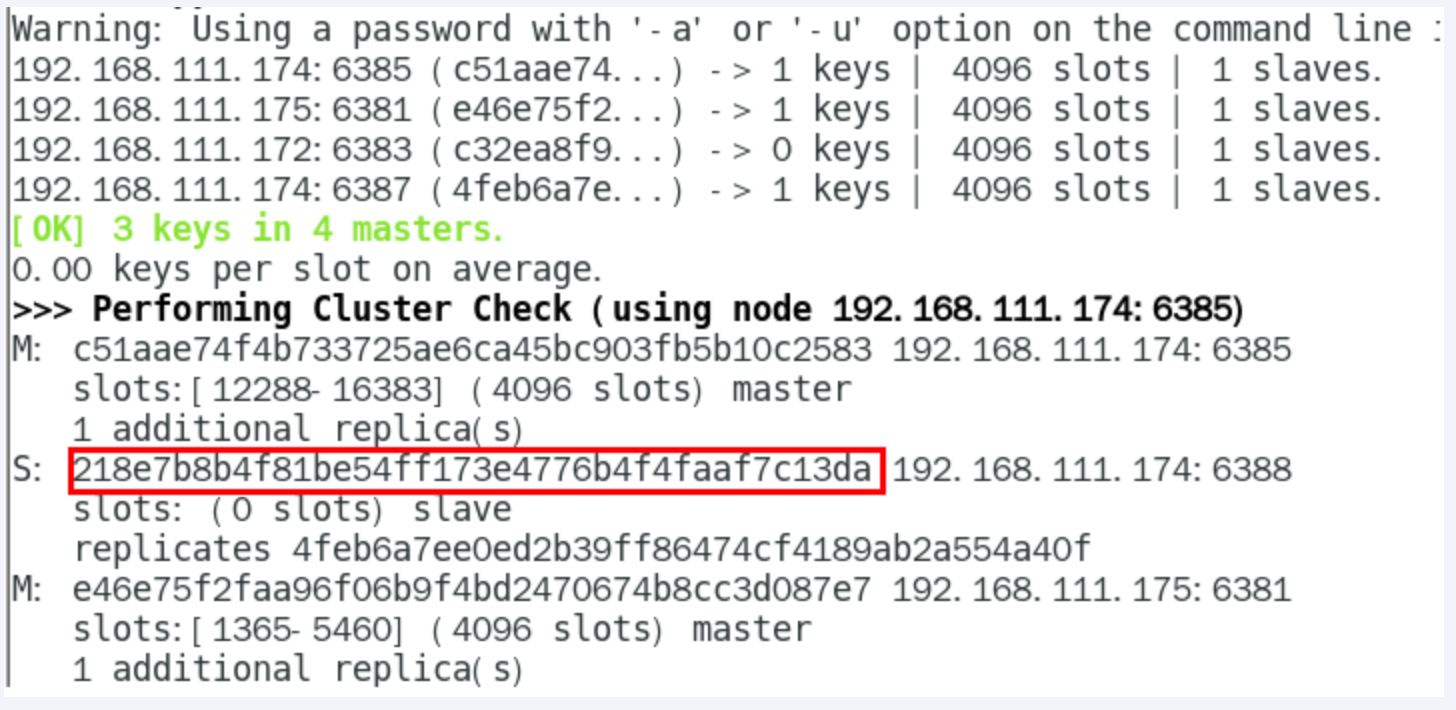 Warning: Using a password with '-a' or '-u' option on the command line
192.168.111.174:6385 (c51aae74...) -> 1 keys | 4096 slots | 1 slaves.
192.168.111.175:6381 (e46e75f2...) -> 1 keys | 4096 slots | 1 slaves.
192.168.111.172:6383 (c32ea8f9...) -> 0 keys | 4096 slots | 1 slaves.
192.168.111.174:6387 (4feb6a7e...) -> 1 keys | 4096 slots | 1 slaves.
[OK] 3 keys in 4 masters.
0.00 keys per slot on average.
>>> Performing Cluster Check (using node 192.168.111.174:6385)
M: c51aae74f4b733725ae6ca45bc903fb5b10c2583 192.168.111.174:6385
slots:[12288-16383] (4096 slots) master
1 additional replica(s)
S: 218e7b8b4f81be54ff173e4776b4f4faaf7c13da 192.168.111.174:6388
slots: (0 slots) slave
replicates 4feb6a7ee0ed2b39ff86474cf4189ab2a554a40f
M: e46e75f2faa96f06b9f4bd2470674b8cc3d087e7 192.168.111.175:6381
slots:[1365-5460] (4096 slots) master
1 additional replica(s)